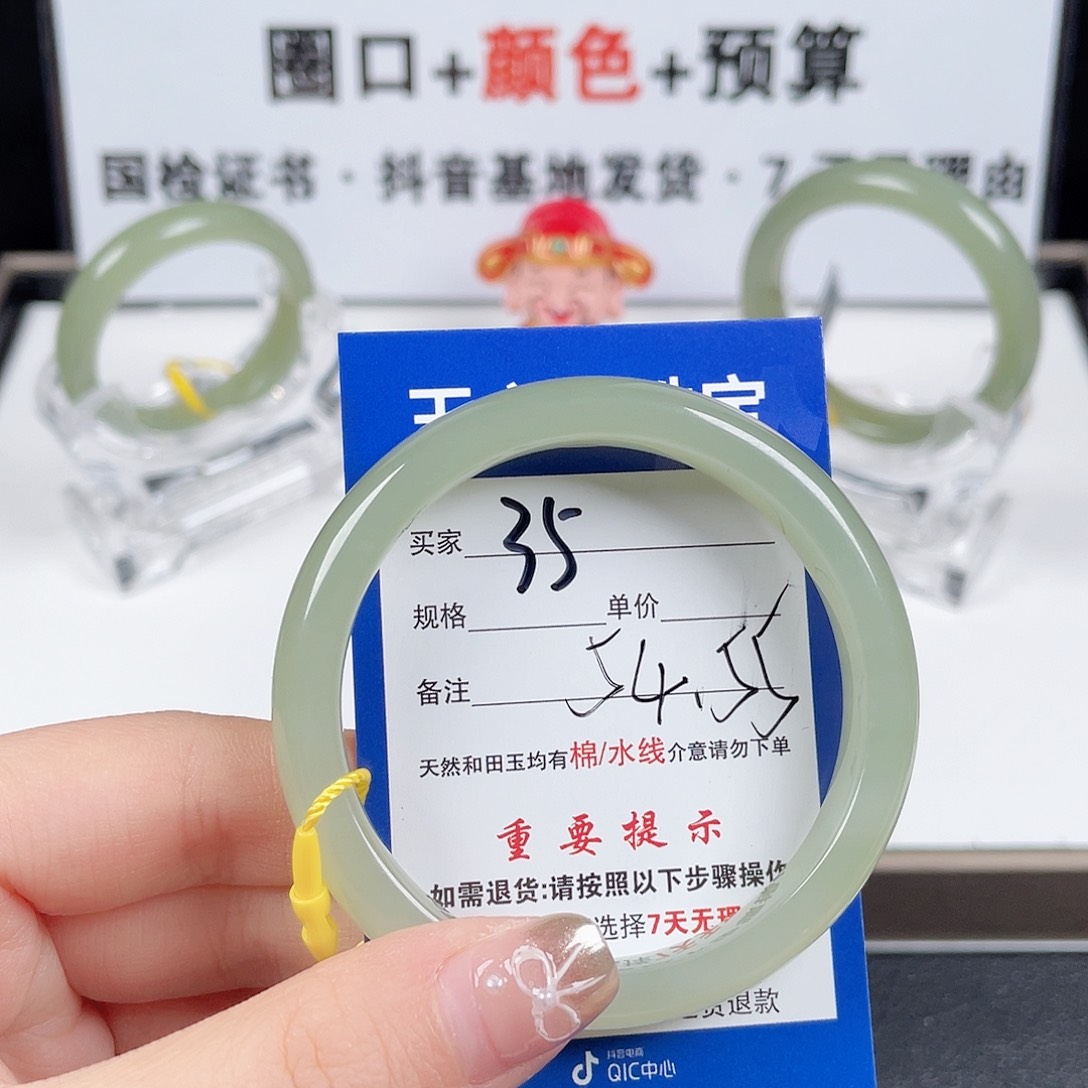 圈口+颜色+预算
国检证书·抖音基地发货·7 理由
买家 35
规格 单价
备注 54.55
天然和田玉均有棉/水线介意请勿下单
重要提示
如需退货:请按照以下步骤操作
选择7天无理
退款
抖音电商
QIC中心